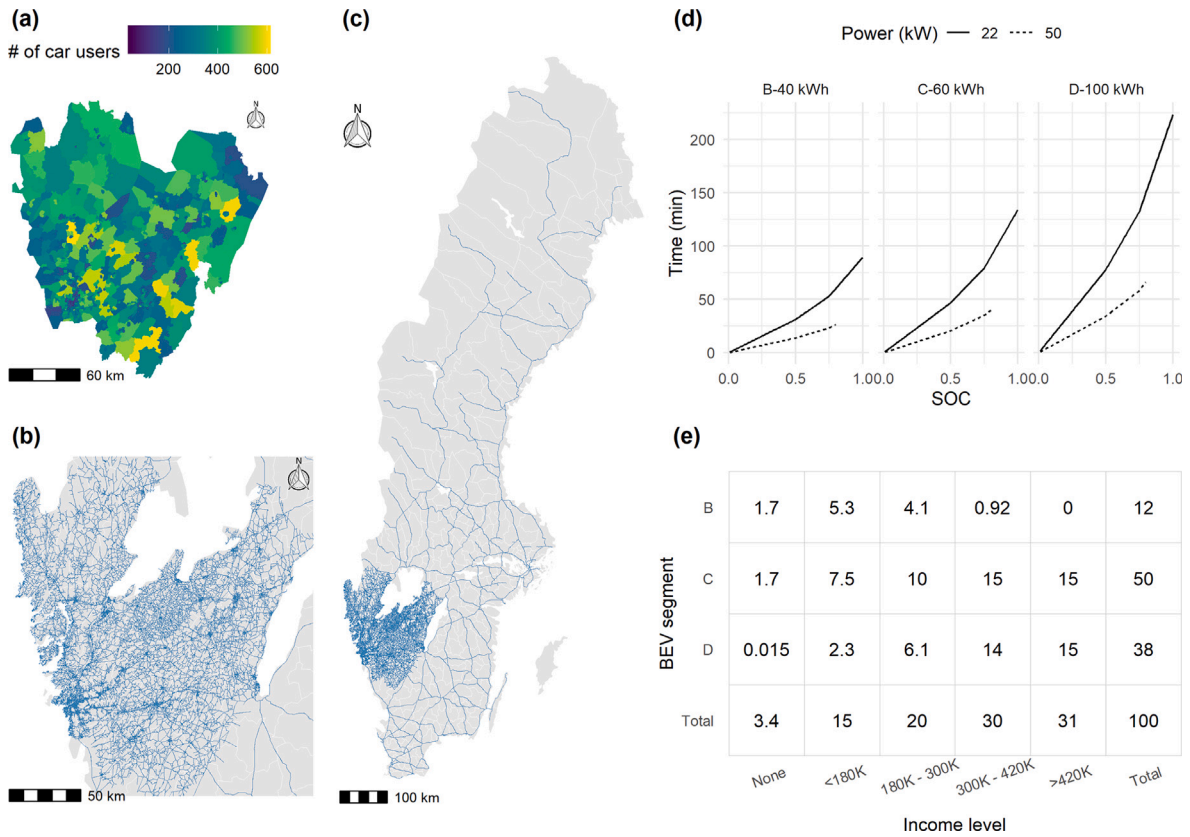 (a)
# of car users
200 400 600
N
60 km
(b)
N
50 km
(c)
N
100 km
(d)
Power (kW) 22 50
B-40 kWh C-60 kWh D-100 kWh
200
150
100
50
0
Time (min)
0.0 0.5 1.00.0 0.5 1.00.0 0.5 1.0
SOC
(e)
BEV segment
B 1.7 5.3 4.1 0.92 0 12
C 1.7 7.5 10 15 15 50
D 0.015 2.3 6.1 14 15 38
Total 3.4 15 20 30 31 100
None <180K 180K - 300K 300K - 420K >420K Total
Income level